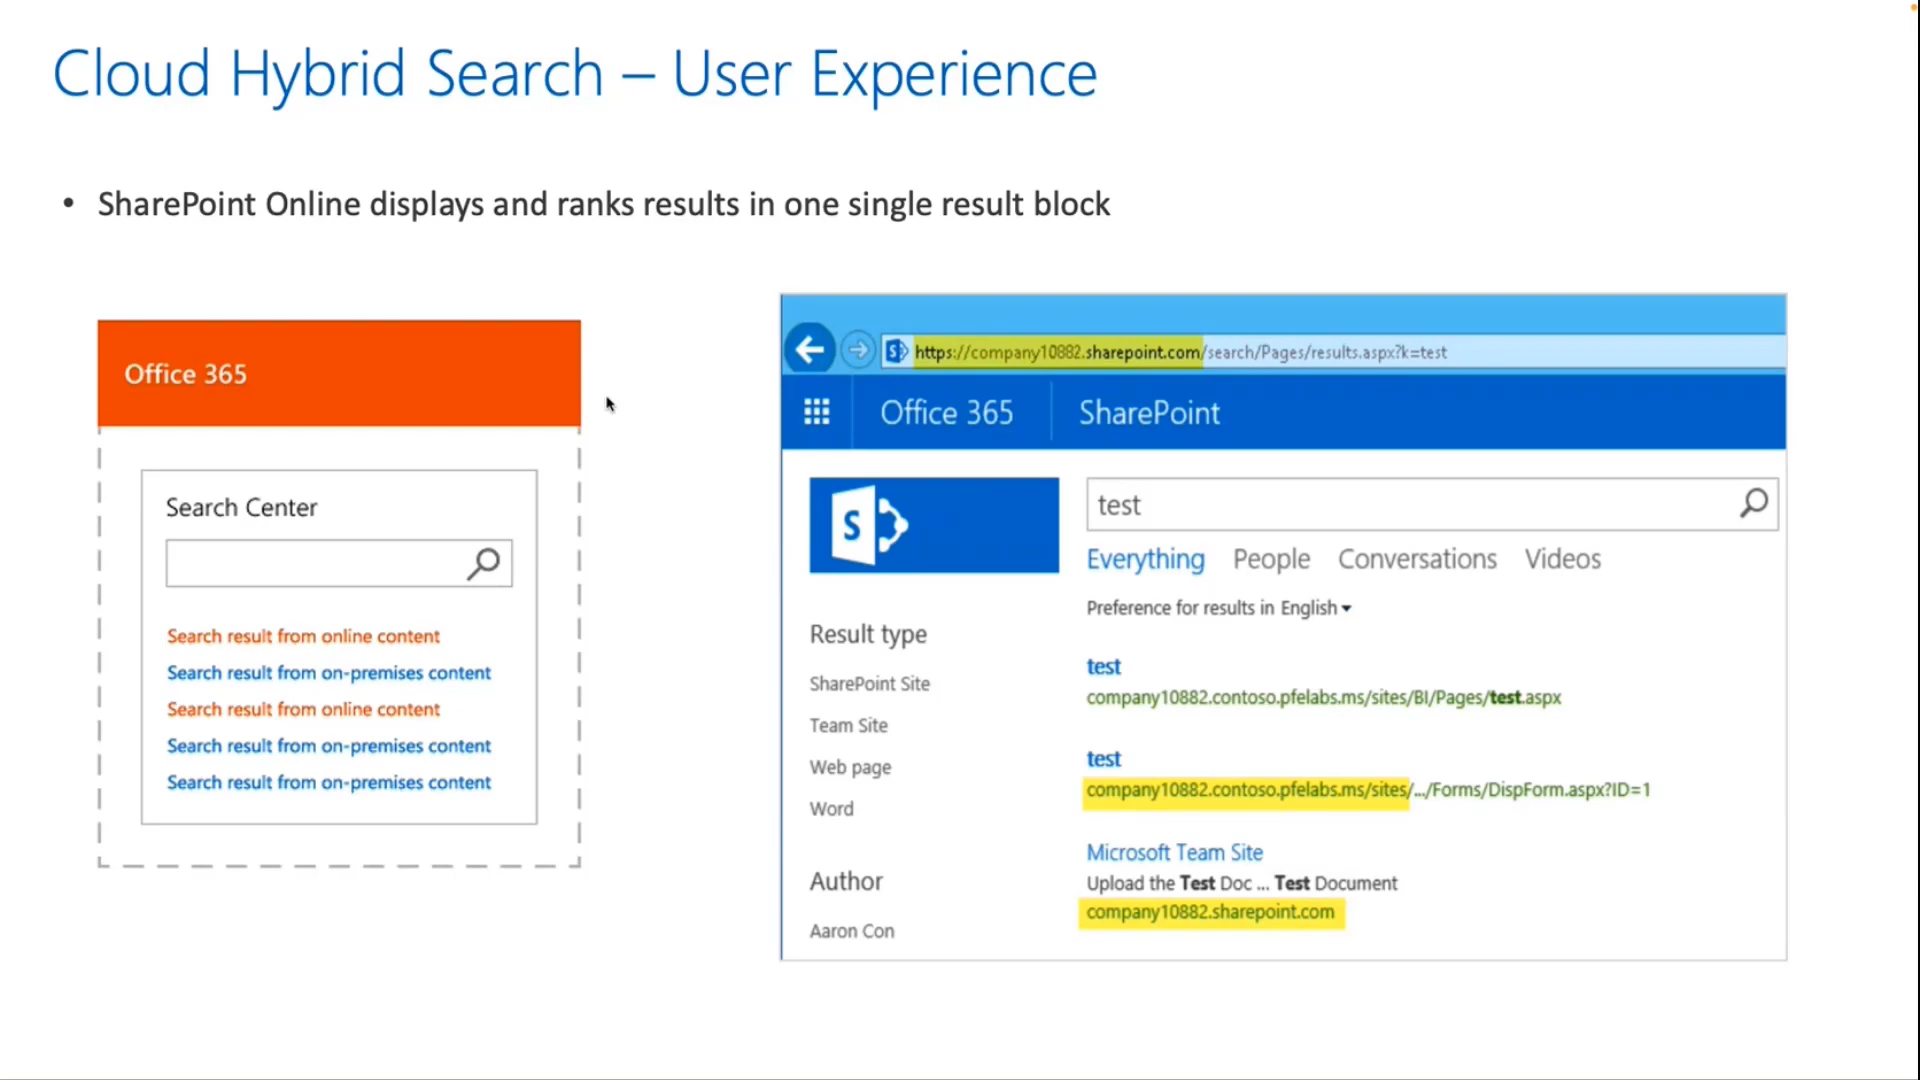 Cloud Hybrid Search – User Experience
• SharePoint Online displays and ranks results in one single result block
Office 365
Search Center
Search result from online content
Search result from on-premises content
Search result from online content
Search result from on-premises content
Search result from on-premises content
https://company10882.sharepoint.com/search/Pages/results.aspx?k=test
Office 365
SharePoint
S
test
Everything People Conversations Videos
Preference for results in English
Result type
SharePoint Site
Team Site
Web page
Word
Author
Aaron Con
test
company10882.contoso.pfelabs.ms/sites/BI/Pages/test.aspx
test
company10882.contoso.pfelabs.ms/sites/.../Forms/DispForm.aspx?ID=1
Microsoft Team Site
Upload the Test Doc ... Test Document
company10882.sharepoint.com